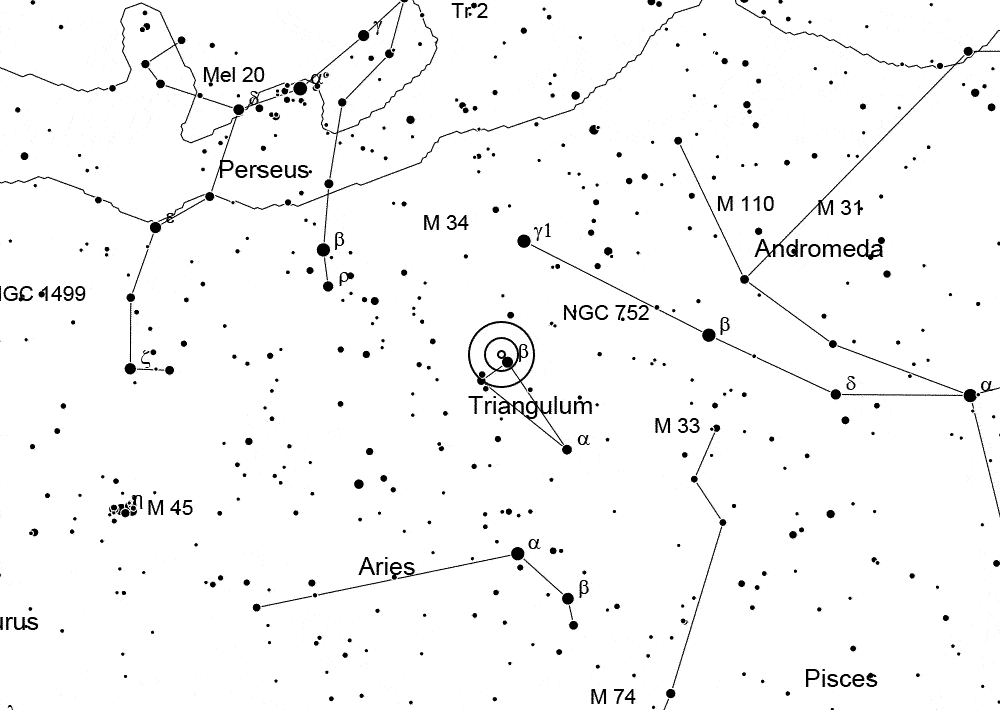 Tr 2
γ
Mel 20
α
δ
Perseus
ε
M 34
γ1
M 110
M 31
β
Andromeda
ρ
NGC 1499
NGC 752
β
ζ
β
δ
α
Triangulum
M 33
α
η
M 45
α
Aries
β
urus
Pisces
M 74